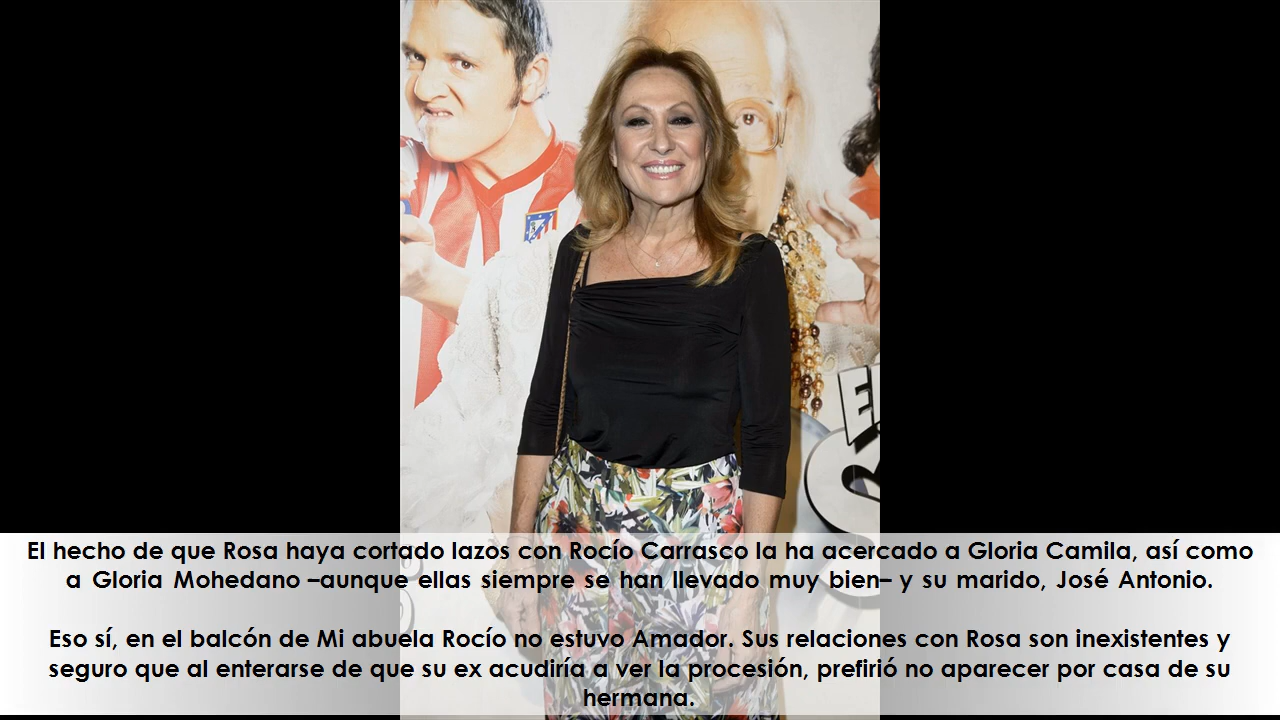 El hecho de que Rosa haya cortado lazos con Rocío Carrasco la ha acercado a Gloria Camila, así como
a Gloria Mohedano –aunque ellas siempre se han llevado muy bien– y su marido, José Antonio.
Eso sí, en el balcón de Mi abuela Rocío no estuvo Amador. Sus relaciones con Rosa son inexistentes y
seguro que al enterarse de que su ex acudiría a ver la procesión, prefirió no aparecer por casa de su
hermana.